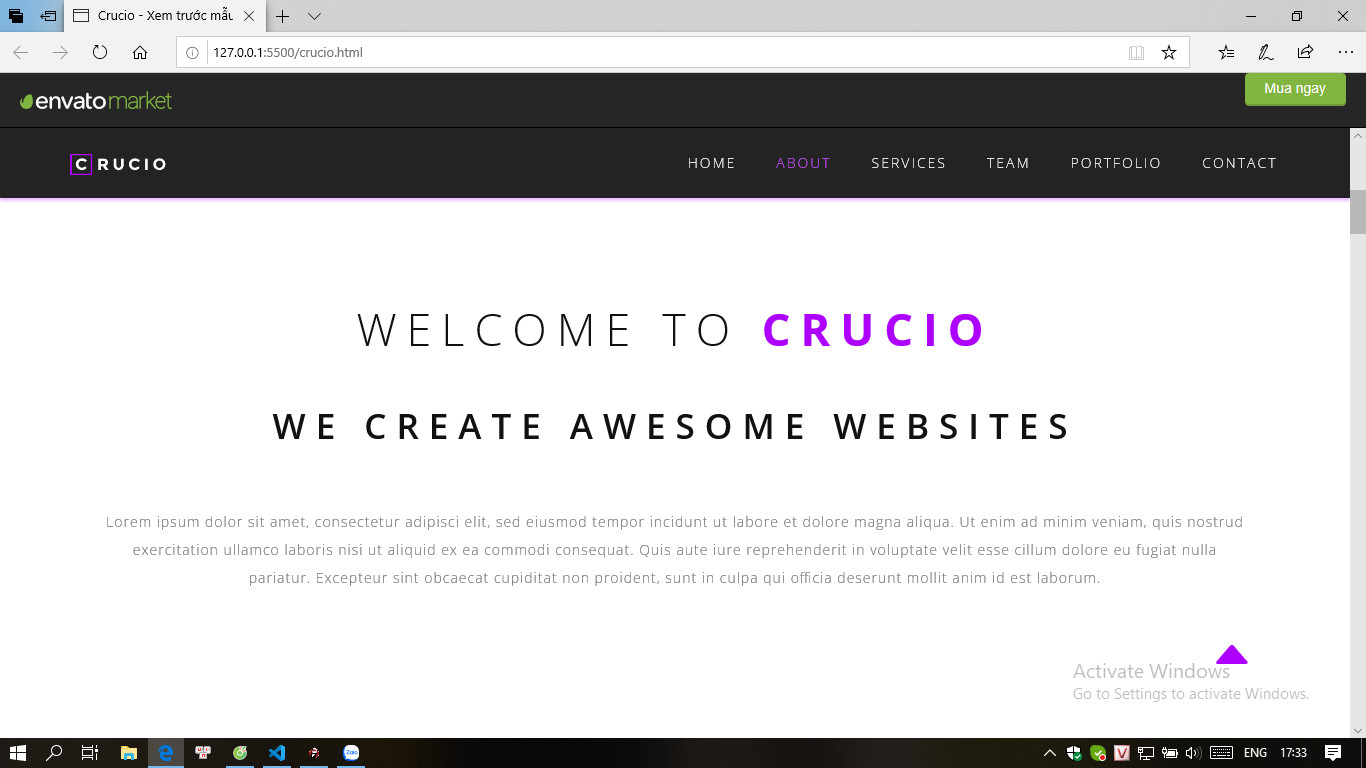 Crucio - Xem trước mẫu
127.0.0.1:5500/crucio.html
envatomarket
Mua ngay
CRUCIO
HOME ABOUT SERVICES TEAM PORTFOLIO CONTACT
WELCOME TO CRUCIO
WE CREATE AWESOME WEBSITES
Lorem ipsum dolor sit amet, consectetur adipisci elit, sed eiusmod tempor incidunt ut labore et dolore magna aliqua. Ut enim ad minim veniam, quis nostrud
exercitation ullamco laboris nisi ut aliquid ex ea commodi consequat. Quis aute iure reprehenderit in voluptate velit esse cillum dolore eu fugiat nulla
pariatur. Excepteur sint obcaecat cupiditat non proident, sunt in culpa qui officia deserunt mollit anim id est laborum.
Activate Windows
Go to Settings to activate Windows.
Zalo
V
ENG 17:33